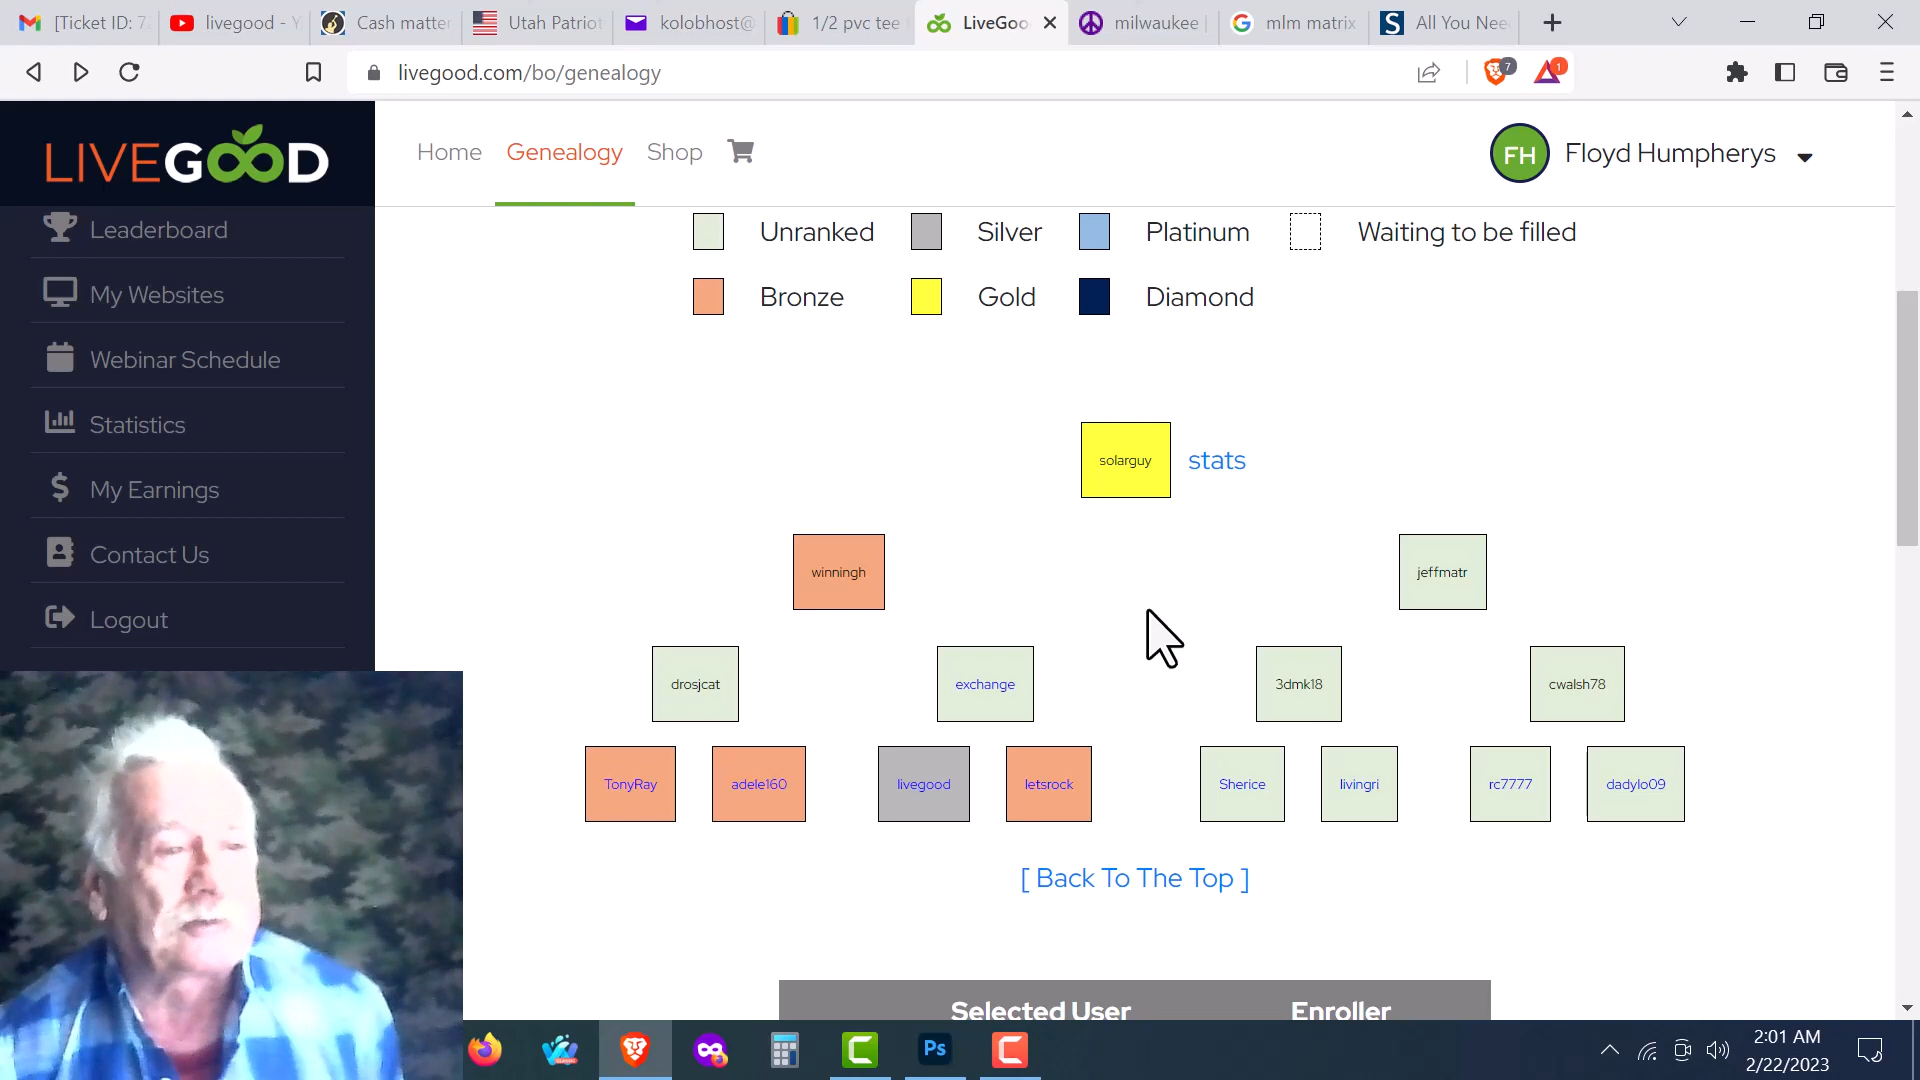 [Ticket ID: 7
livegood - Y
Cash matter
Utah Patriot
kolobhost@
1/2 pvc tee
LiveGoo
milwaukee
mlm matrix
All You Nee
livegood.com/bo/genealogy
7
1
LIVEGOOD
Home
Genealogy
Shop
FH
Floyd Humpherys
Leaderboard
My Websites
Webinar Schedule
Statistics
My Earnings
Contact Us
Logout
Unranked
Silver
Platinum
Waiting to be filled
Bronze
Gold
Diamond
solarguy
stats
winningh
jeffmatr
drosjcat
exchange
3dmk18
cwalsh78
TonyRay
adele160
livegood
letsrock
Sherice
livingri
rc7777
dadylo09
[ Back To The Top ]
Selected User
Enroller
Ps
2:01 AM
2/22/2023